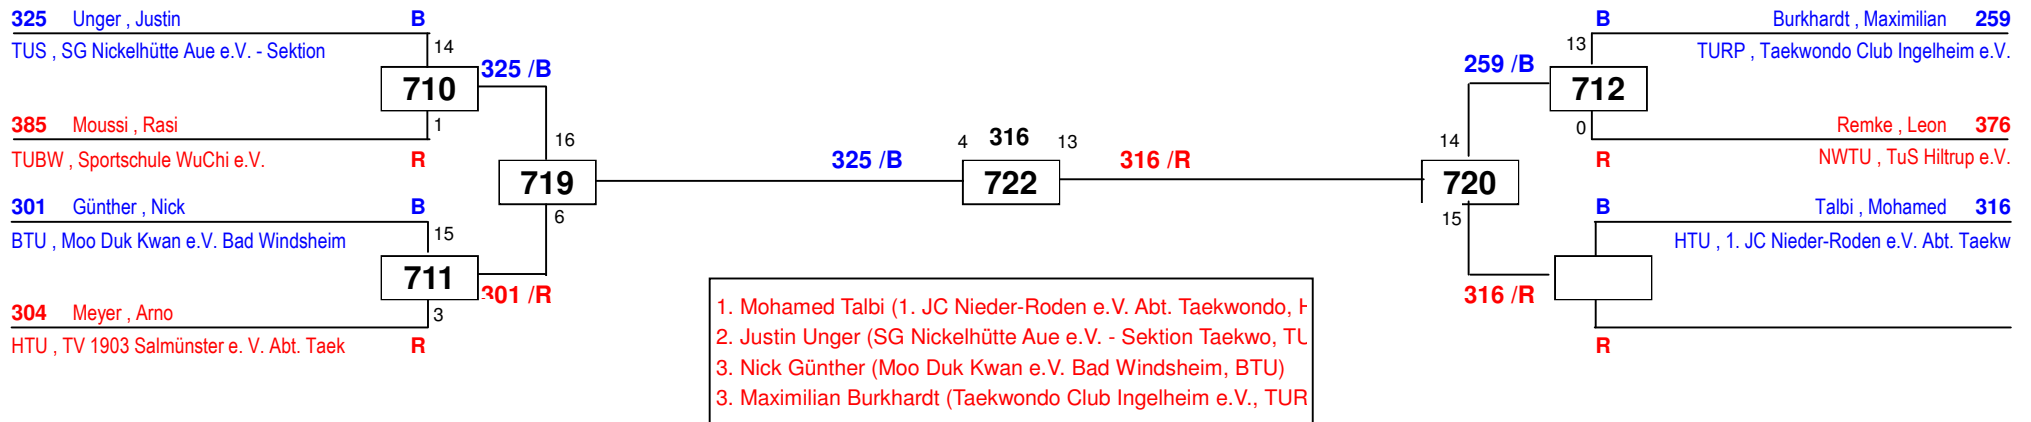 325 Unger , Justin B
TUS , SG Nickelhütte Aue e.V. - Sektion
14
710
325 /B
1
385 Moussi , Rasi
TUBW , Sportschule WuChi e.V. R
16
719
6
301 Günther , Nick B
BTU , Moo Duk Kwan e.V. Bad Windsheim
15
711
301 /R
3
304 Meyer , Arno
HTU , TV 1903 Salmünster e. V. Abt. Taek R
325 /B
4 316 13
722
316 /R
B Burkhardt , Maximilian 259
TURP , Taekwondo Club Ingelheim e.V.
13
259 /B
712
0
Remke , Leon 376
R NWTU , TuS Hiltrup e.V.
14
720
15
B Talbi , Mohamed 316
HTU , 1. JC Nieder-Roden e.V. Abt. Taekw
316 /R
R
1. Mohamed Talbi (1. JC Nieder-Roden e.V. Abt. Taekwondo,
2. Justin Unger (SG Nickelhütte Aue e.V. - Sektion Taekwo, TU
3. Nick Günther (Moo Duk Kwan e.V. Bad Windsheim, BTU)
3. Maximilian Burkhardt (Taekwondo Club Ingelheim e.V., TUR